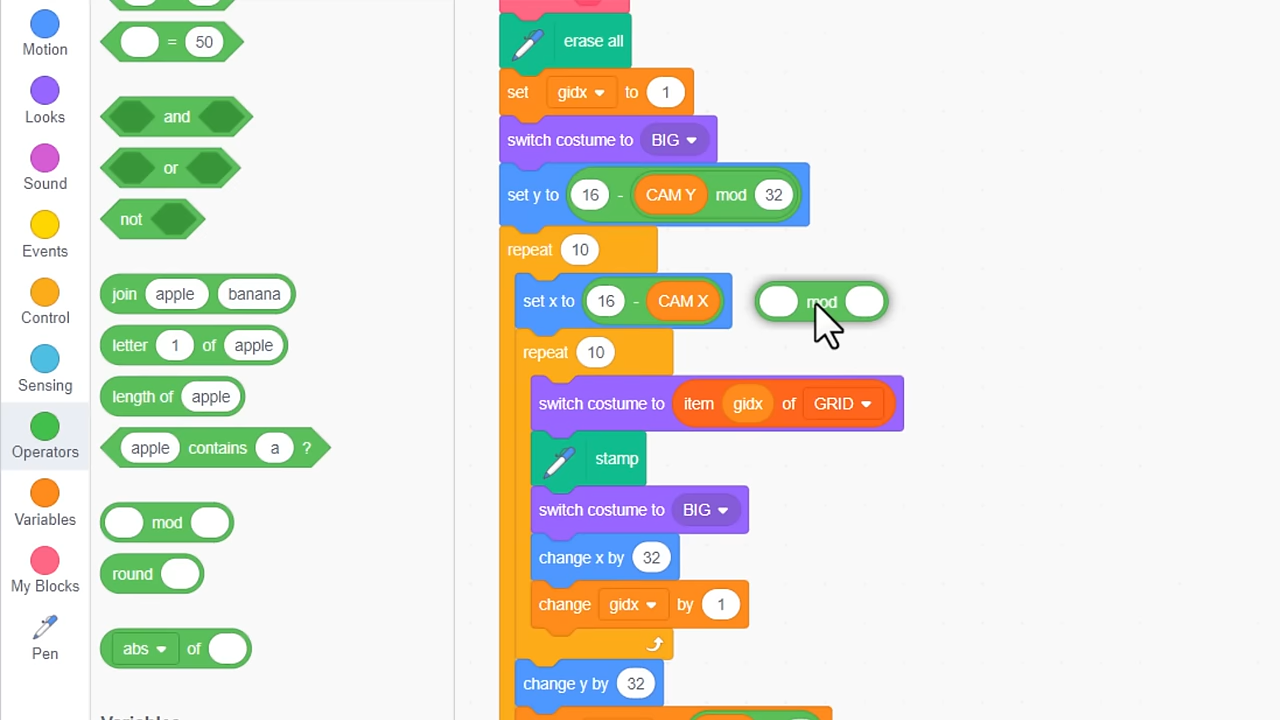 Motion
Looks
Sound
Events
Control
Sensing
Operators
Variables
My Blocks
Pen
= 50
and
or
not
join apple banana
letter 1 of apple
length of apple
apple contains a ?
mod
round
abs of
erase all
set gidx to 1
switch costume to BIG
set y to 16 - CAM Y mod 32
repeat 10
set x to 16 - CAM X
mod
repeat 10
switch costume to item gidx of GRID
stamp
switch costume to BIG
change x by 32
change gidx by 1
change y by 32